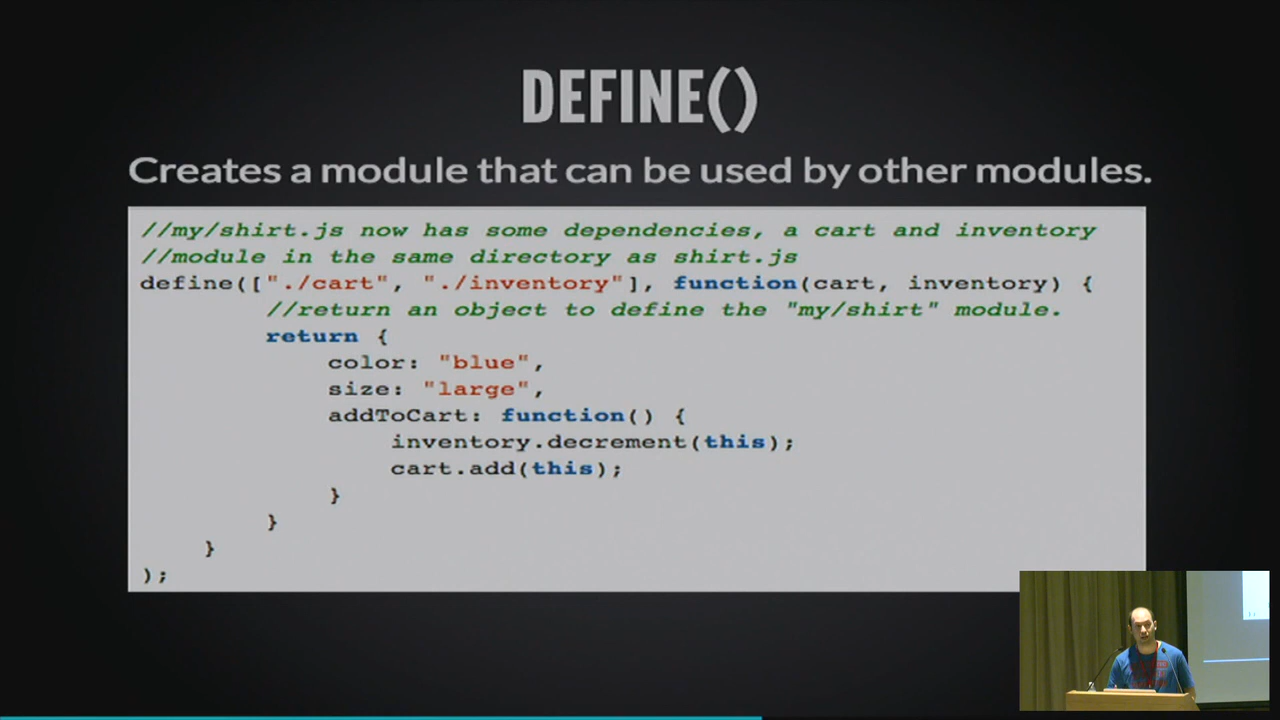 DEFINE()
Creates a module that can be used by other modules.
//my/shirt.js now has some dependencies, a cart and inventory
//module in the same directory as shirt.js
define(["./cart", "./inventory"], function(cart, inventory) {
        //return an object to define the "my/shirt" module.
        return {
            color: "blue",
            size: "large",
            addToCart: function() {
                inventory.decrement(this);
                cart.add(this);
            }
        }
    }
);